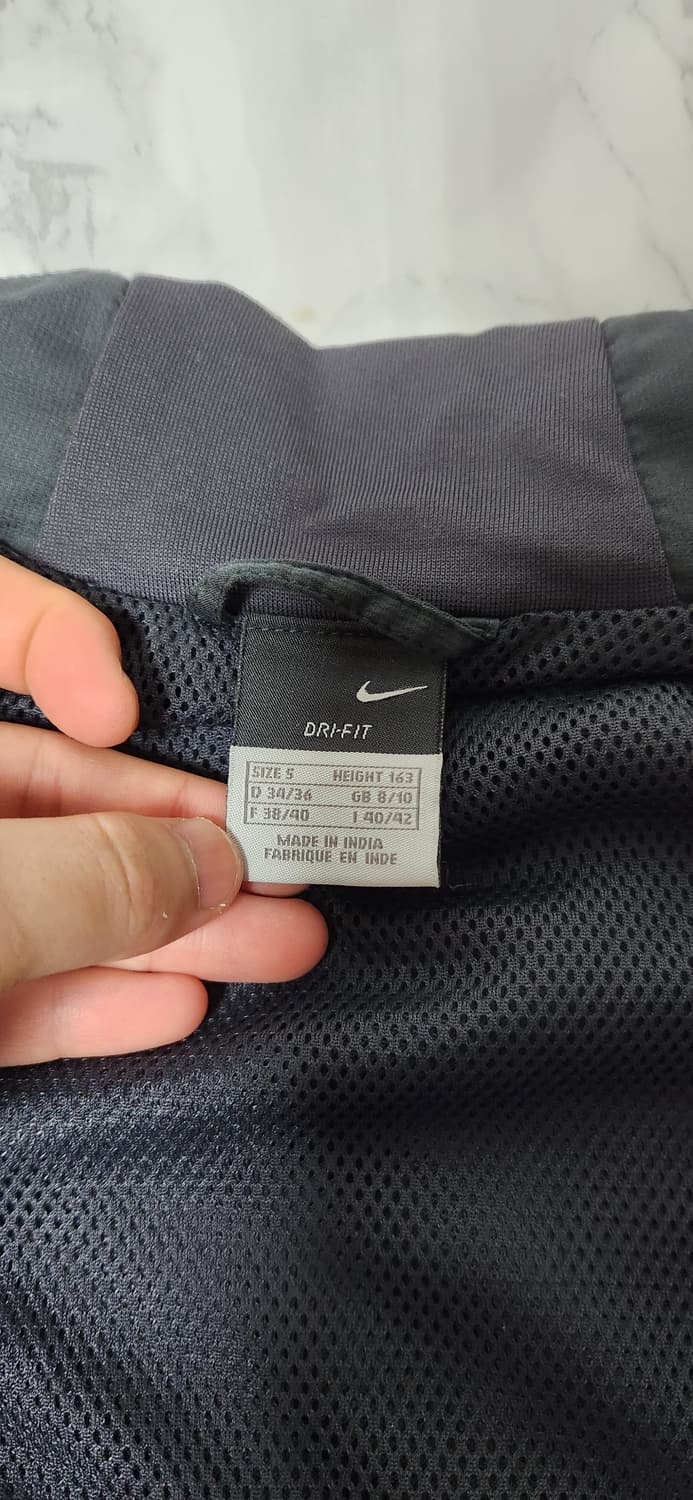 DRI-FIT
SIZE S HEIGHT 163
D 34/36 GB 8/10
F 38/40 I 40/42
MADE IN INDIA
FABRIQUE EN INDE